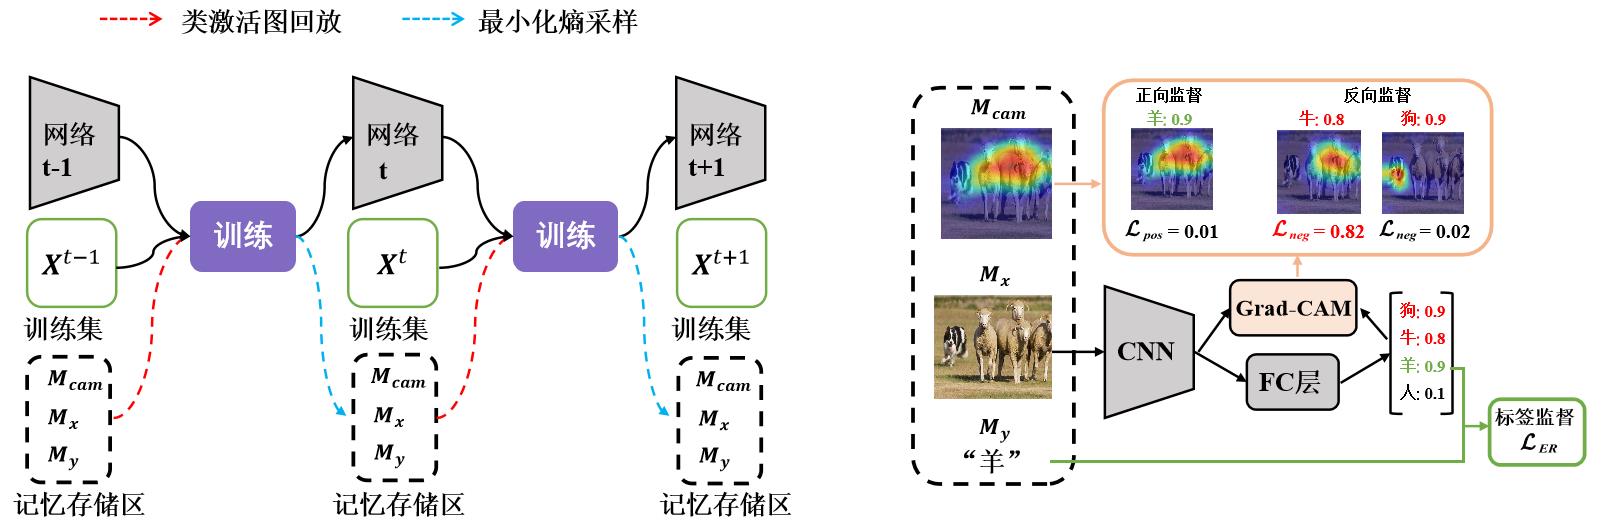 类激活图回放
最小化熵采样
网络
t-1
网络
t
网络
t+1
训练
训练
X^{t-1}
X^t
X^{t+1}
训练集
训练集
训练集
M_{cam}
M_x
M_y
M_{cam}
M_x
M_y
M_{cam}
M_x
M_y
记忆存储区
记忆存储区
记忆存储区
M_{cam}
M_x
M_y
“羊”
正向监督
羊: 0.9
反向监督
牛: 0.8
狗: 0.9
ℒ_{pos} = 0.01
ℒ_{neg} = 0.82
ℒ_{neg} = 0.02
CNN
Grad-CAM
FC层
狗: 0.9
牛: 0.8
羊: 0.9
人: 0.1
标签监督
ℒ_{ER}